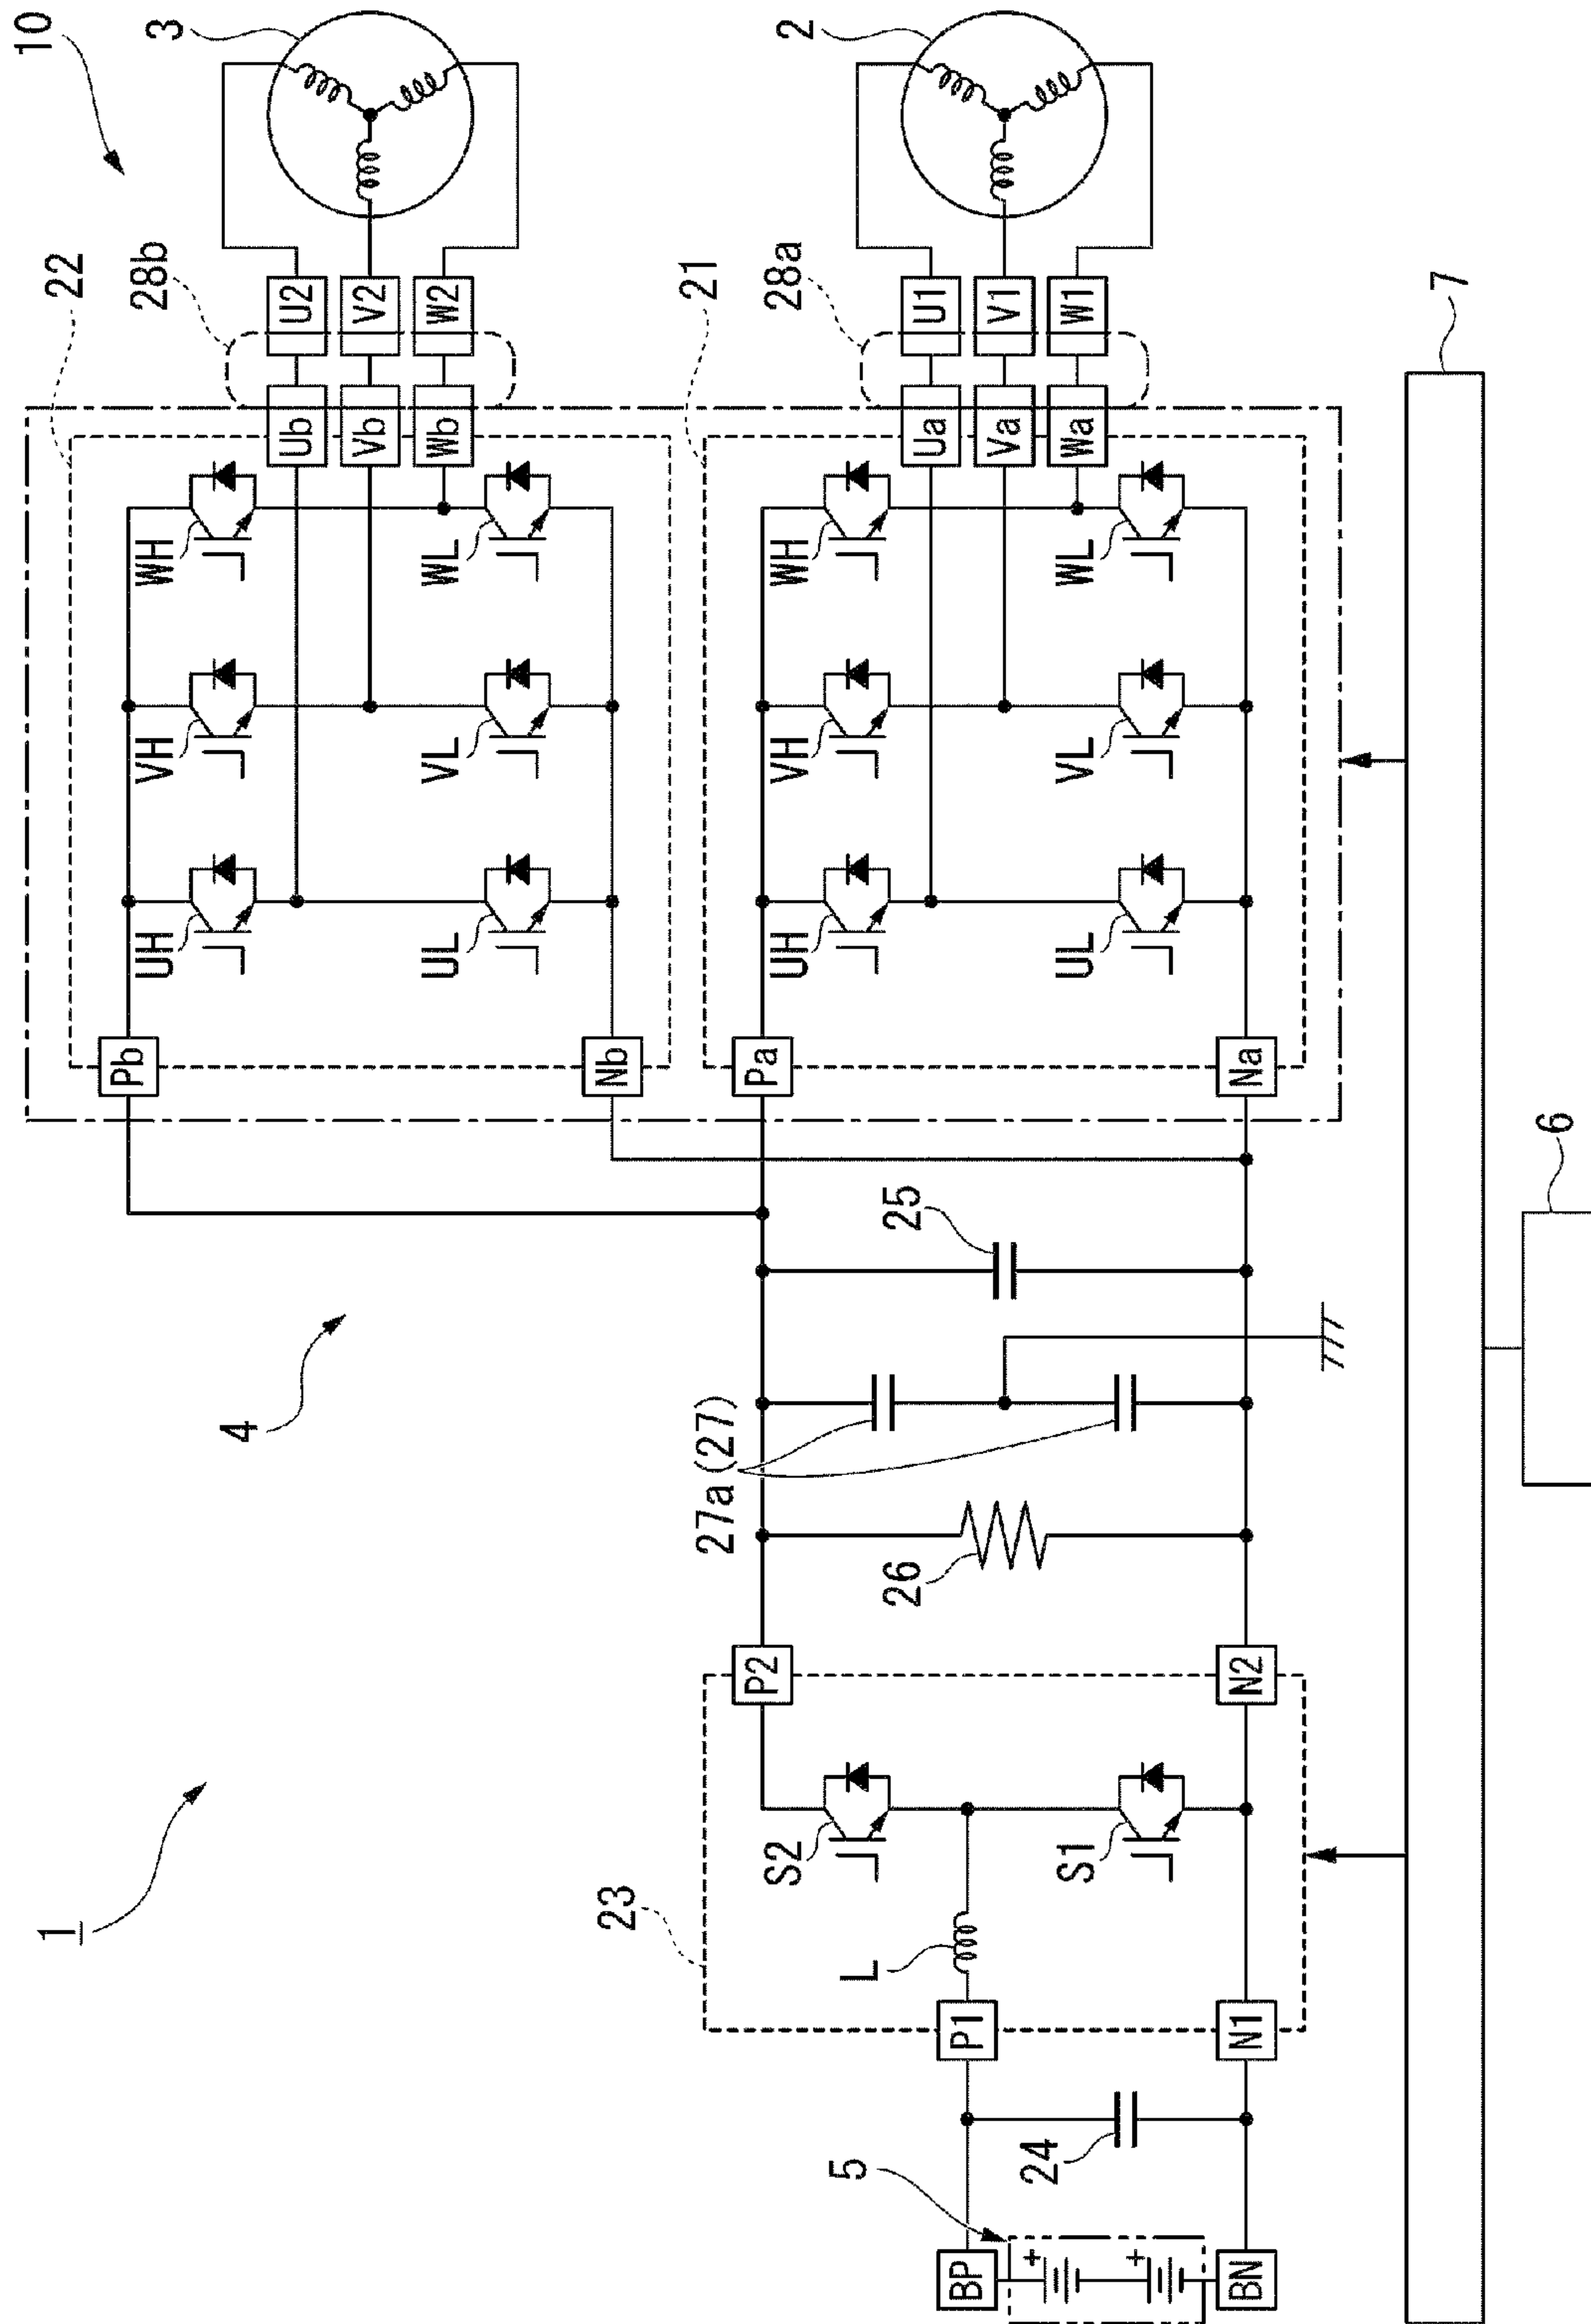 1
10
4
22
Pb
UH
VH
WH
Ub
U2
28b
3
Vb
V2
Wb
W2
UL
VL
WL
Nb
21
Pa
UH
VH
WH
Ua
U1
28a
2
Va
V1
Wa
W1
UL
VL
WL
Na
23
P2
S2
27a (27)
25
26
L
P1
S1
N1
N2
5
BP
+
+
BN
24
7
6